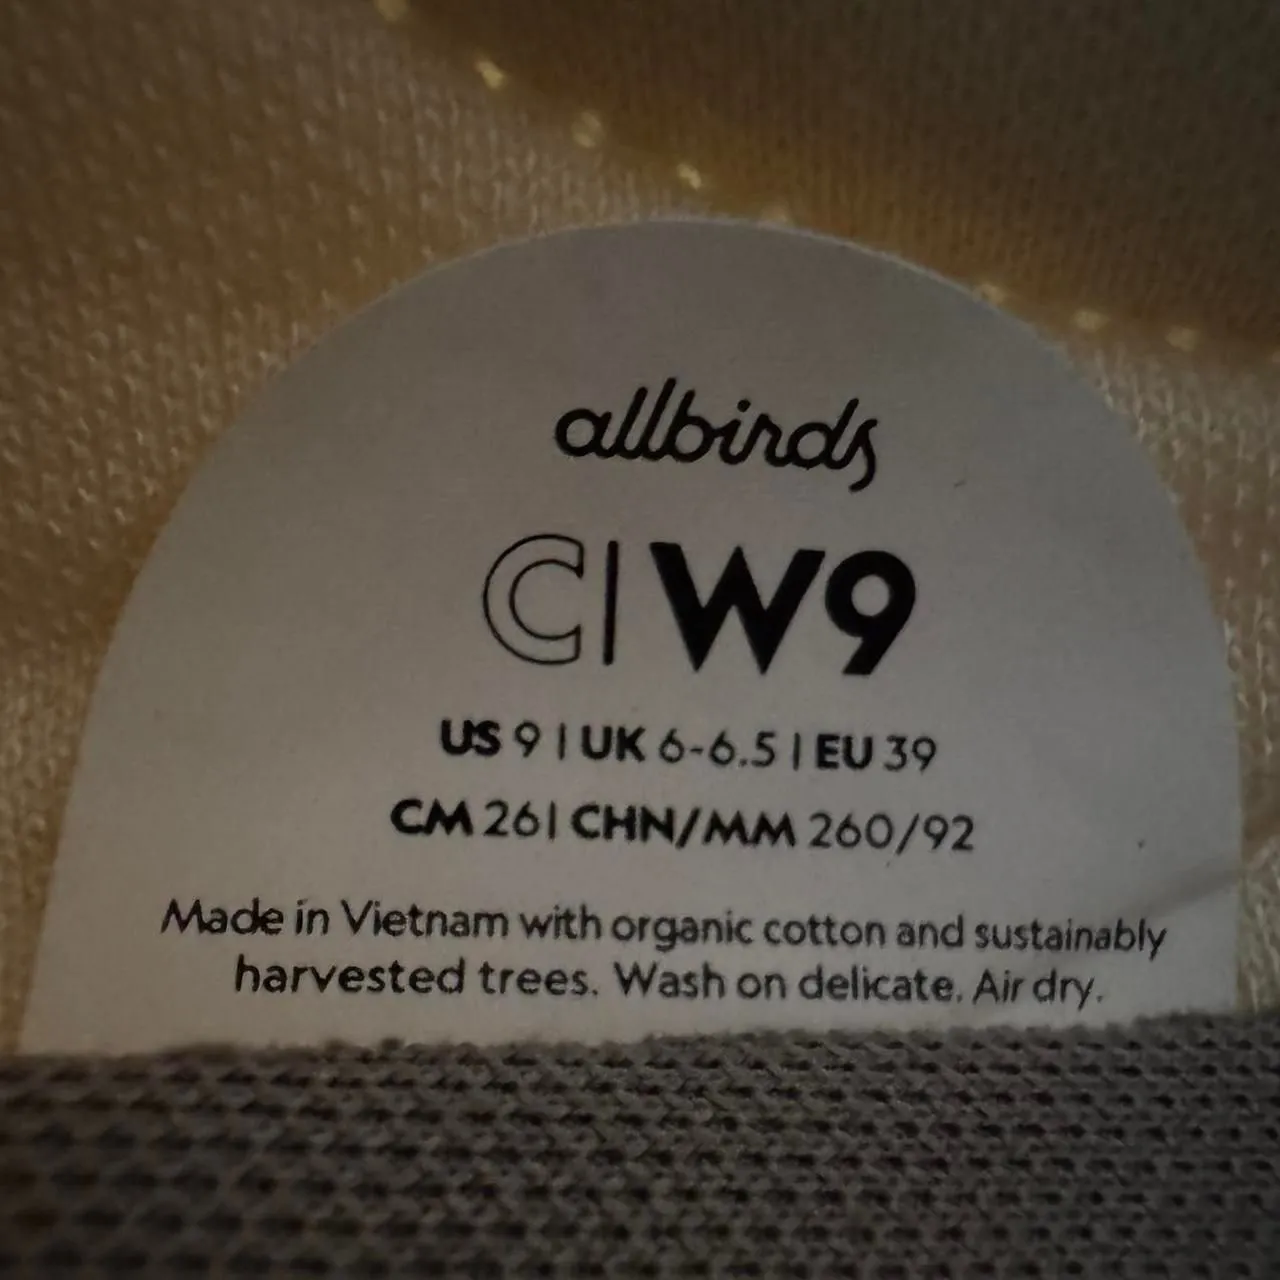 allbirds
C|W9
US 9 | UK 6-6.5 | EU 39
CM 26| CHN/MM 260/92
Made in Vietnam with organic cotton and sustainably
harvested trees. Wash on delicate. Air dry.